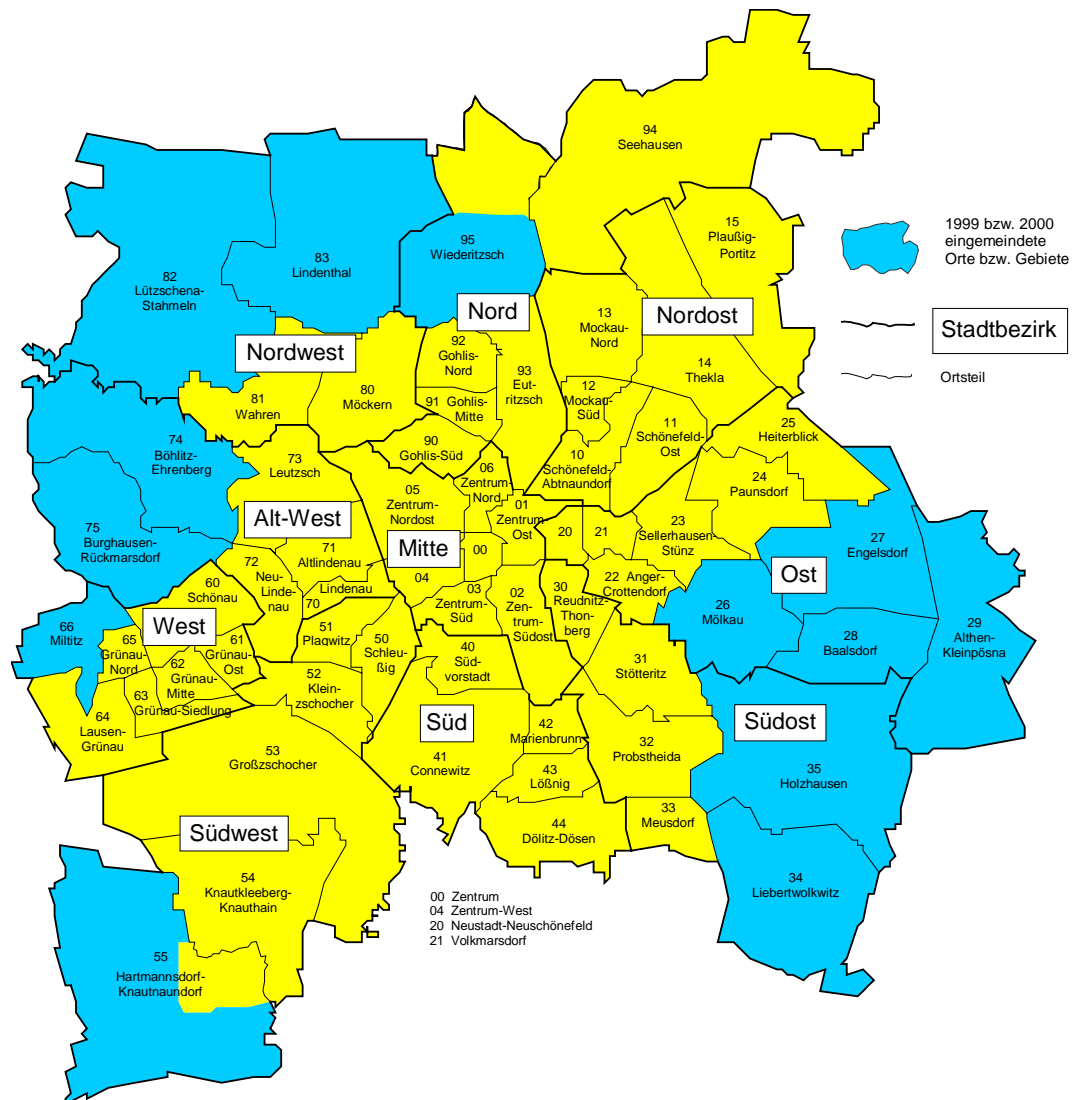 94
Seehausen
15
Plaußig-
Portitz
1999 bzw. 2000
eingemeindete
Orte bzw. Gebiete
Stadtbezirk
Ortsteil
95
Wiederitzsch
83
Lindenthal
82
Lützschena-
Stahmeln
Nord
Nordost
Nordwest
13
Mockau-
Nord
14
Thekla
92
Gohlis-
Nord
93
Eut-
ritzsch
91
Gohlis-
Mitte
12
Mockau-
Süd
81
Wahren
80
Möckern
11
Schönefeld-
Ost
25
Heiterblick
74
Böhlitz-
Ehrenberg
73
Leutzsch
90
Gohlis-Süd
10
Schönefeld-
Abtnaundorf
06
Zentrum-
Nord
24
Paunsdorf
05
Zentrum-
Nordost
01
Zentrum-
Ost
Alt-West
75
Burghausen-
Rückmarsdorf
20
21
23
Sellerhausen-
Stünz
27
Engelsdorf
Mitte
00
71
Altlindenau
72
Neu-
Linde-
nau
04
22
Anger-
Crottendorf
Ost
60
Schönau
Lindenau
70
03
Zentrum-
Süd
02
Zentrum-
Südost
30
Reudnitz-
Thon-
berg
26
Mölkau
66
Miltitz
West
65
Grünau-
Nord
61
Grünau-
Ost
62
Grünau-
Mitte
51
Plaqwitz
50
Schleu-
ßig
40
Süd-
vorstadt
31
Stötteritz
28
Baalsdorf
29
Althen-
Kleinpösna
52
Klein-
zschocher
63
Grünau-Siedlung
64
Lausen-
Grünau
Süd
42
Marienbrunn
Südost
53
Großzschocher
41
Connewitz
32
Probstheida
43
Lößnig
35
Holzhausen
Südwest
44
Dölitz-Dösen
33
Meusdorf
54
Knautkleeberg-
Knauthain
34
Liebertwolkwitz
00 Zentrum
04 Zentrum-West
20 Neustadt-Neuschönefeld
21 Volkmarsdorf
55
Hartmannsdorf-
Knautnaundorf